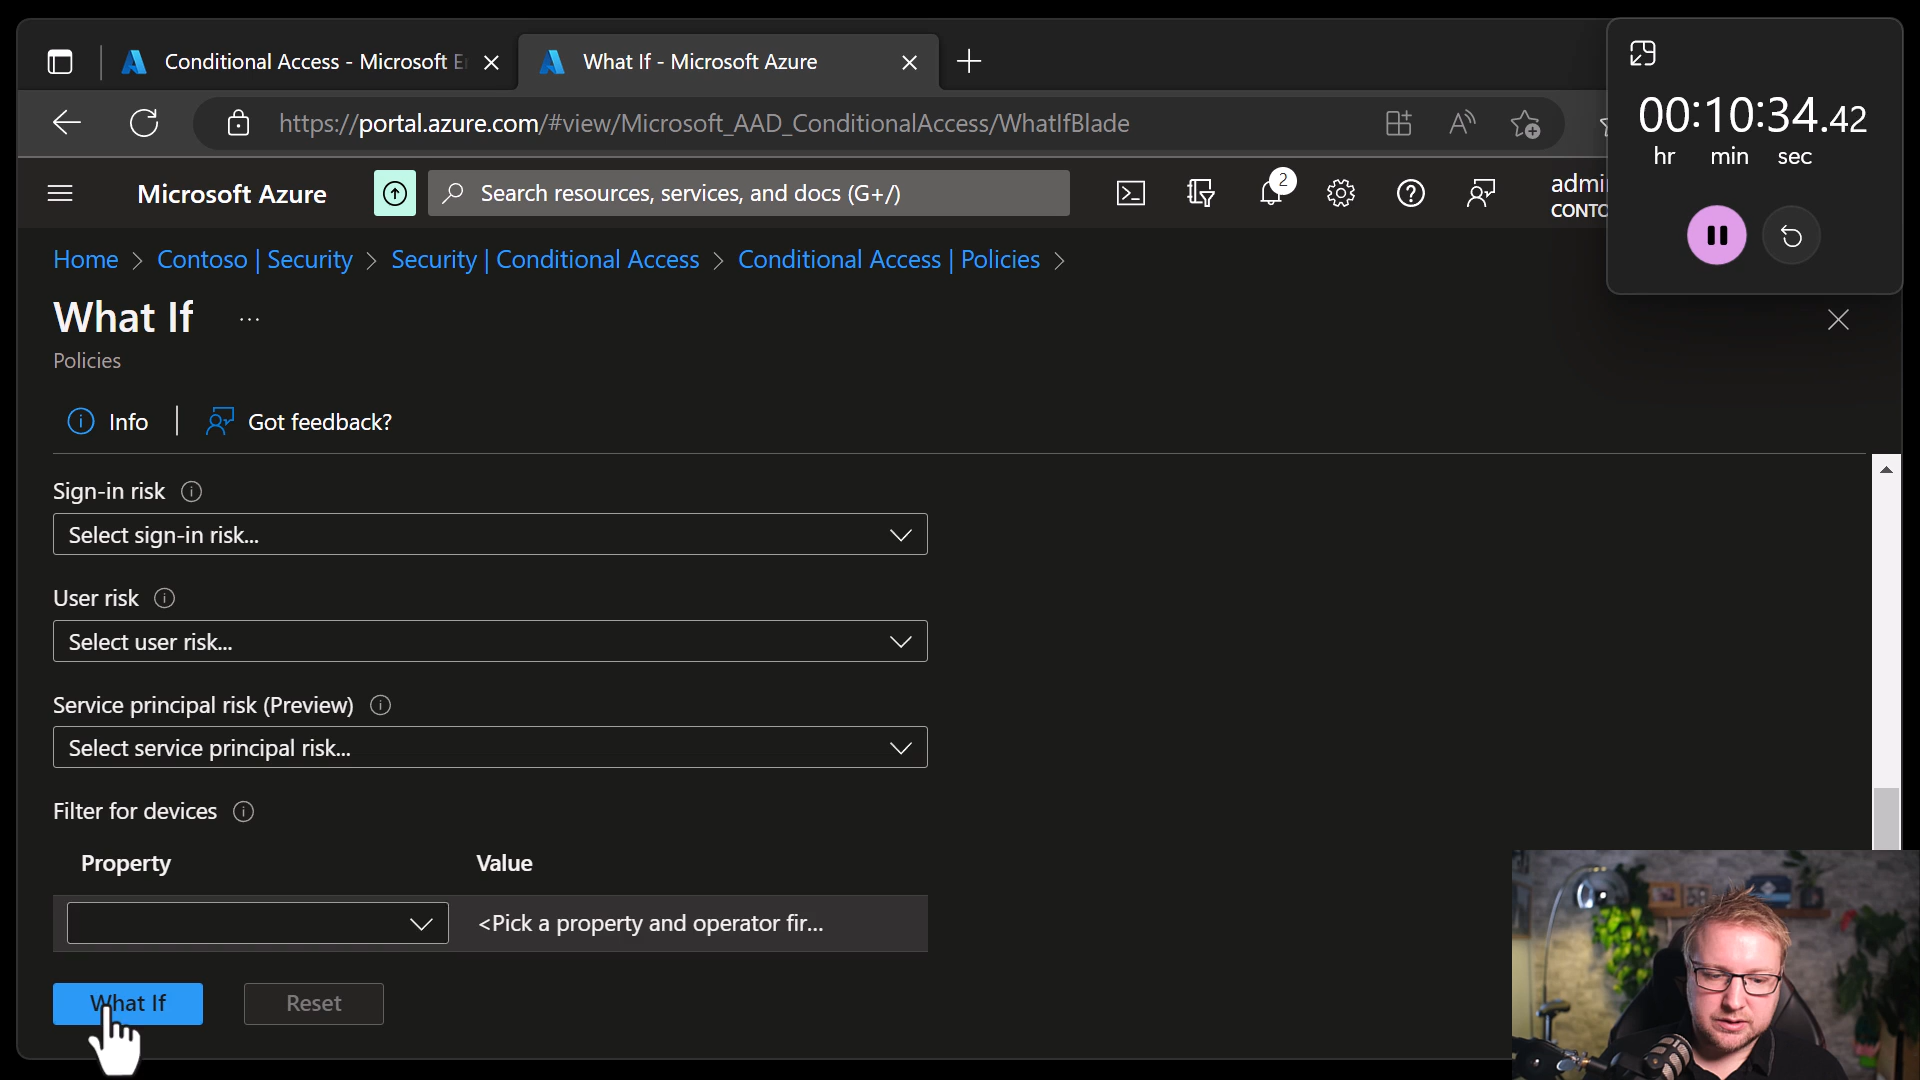 Conditional Access - Microsoft E
What If - Microsoft Azure
https://portal.azure.com/#view/Microsoft_AAD_ConditionalAccess/WhatIfBlade
00:10:34.42
hr min sec
Microsoft Azure
Search resources, services, and docs (G+/)
2
admi
CONTO
Home > Contoso | Security > Security | Conditional Access > Conditional Access | Policies >
What If ...
Policies
Info
Got feedback?
Sign-in risk
Select sign-in risk...
User risk
Select user risk...
Service principal risk (Preview)
Select service principal risk...
Filter for devices
Property Value
<Pick a property and operator fir...
What If Reset